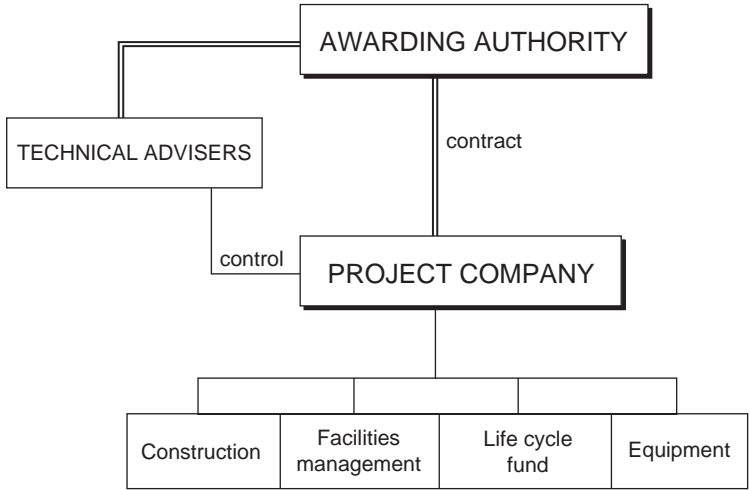 AWARDING AUTHORITY
TECHNICAL ADVISERS
contract
control
PROJECT COMPANY
Construction
Facilities
management
Life cycle
fund
Equipment